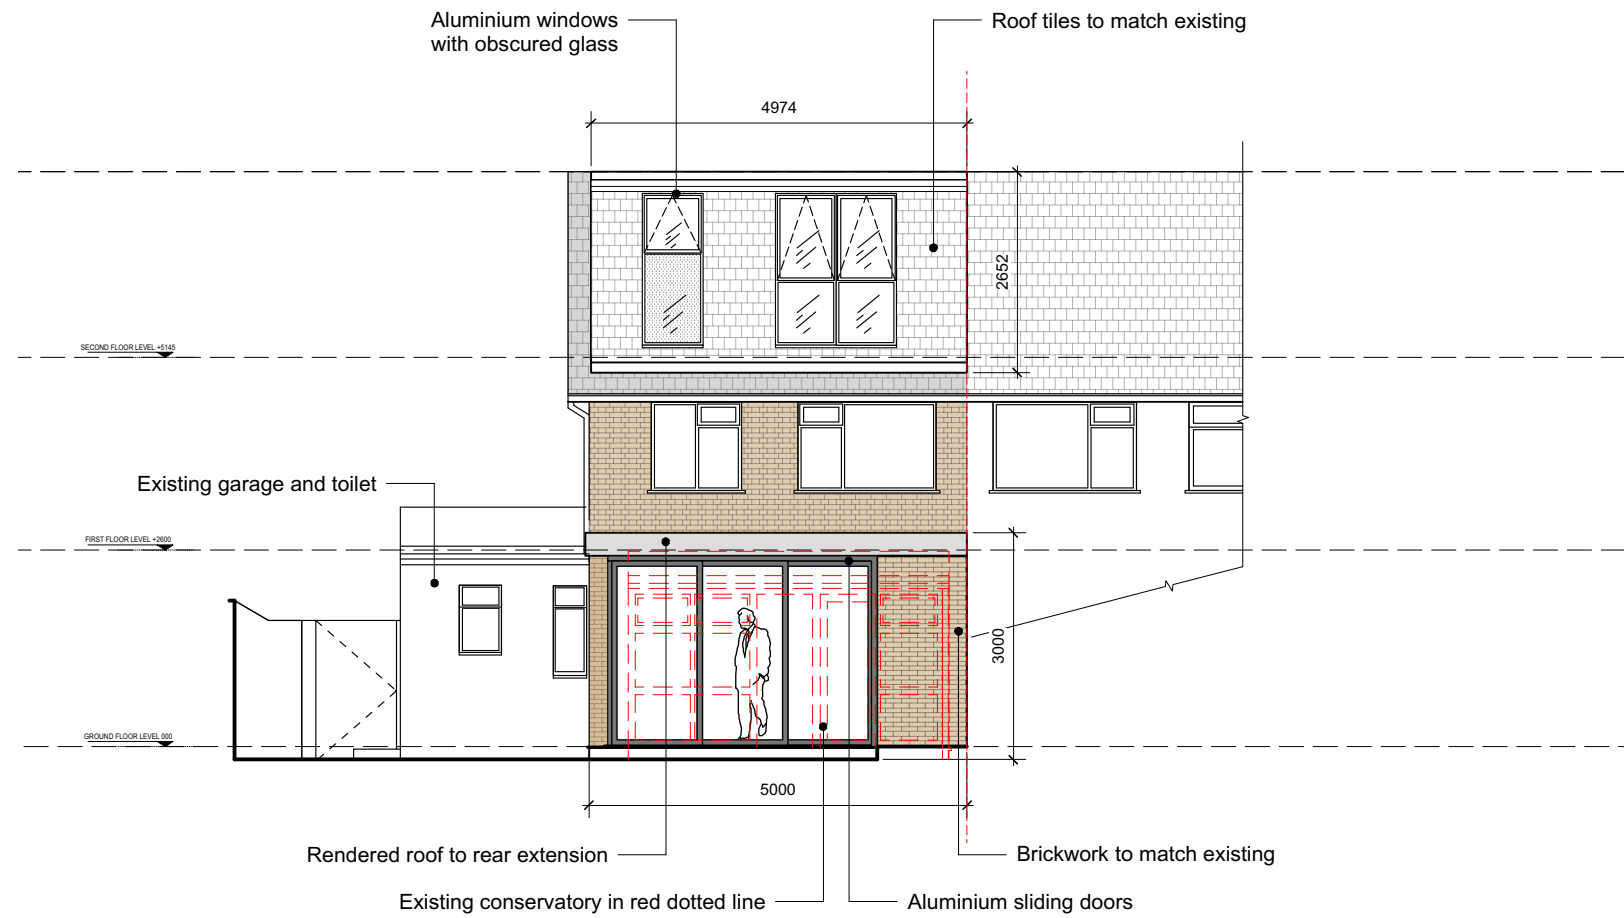 Aluminium windows
with obscured glass
Roof tiles to match existing
4974
2652
SECOND FLOOR LEVEL +5145
Existing garage and toilet
FIRST FLOOR LEVEL +2600
3000
GROUND FLOOR LEVEL 000
5000
Rendered roof to rear extension
Brickwork to match existing
Existing conservatory in red dotted line
Aluminium sliding doors